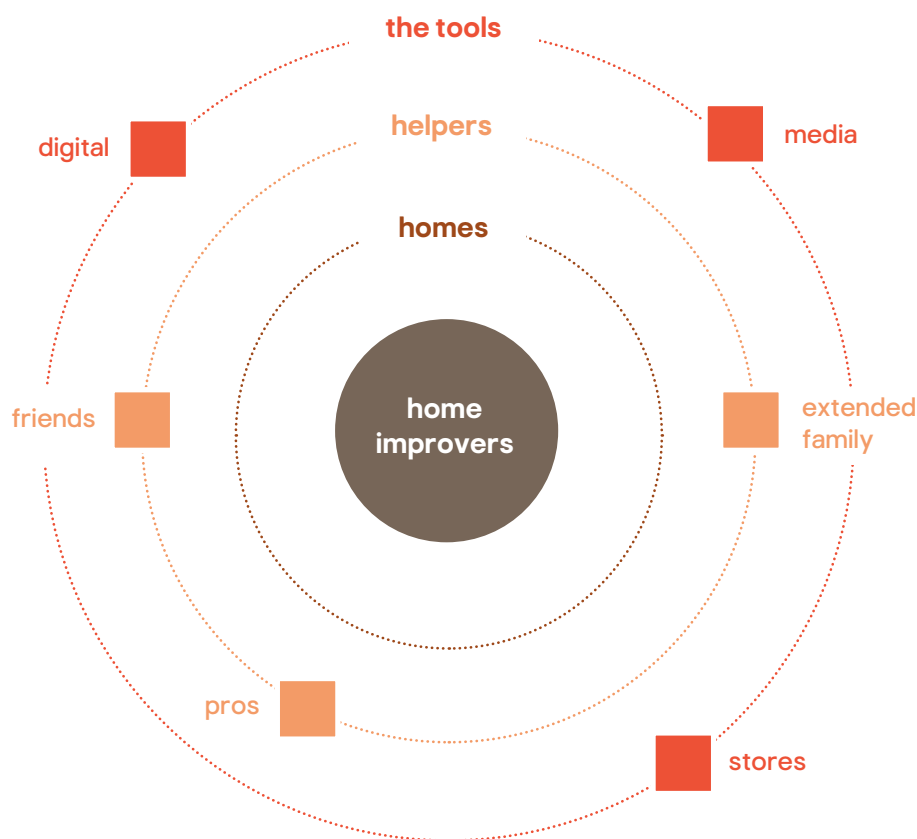 the tools
helpers
digital
media
homes
home
improvers
friends
extended
family
pros
stores